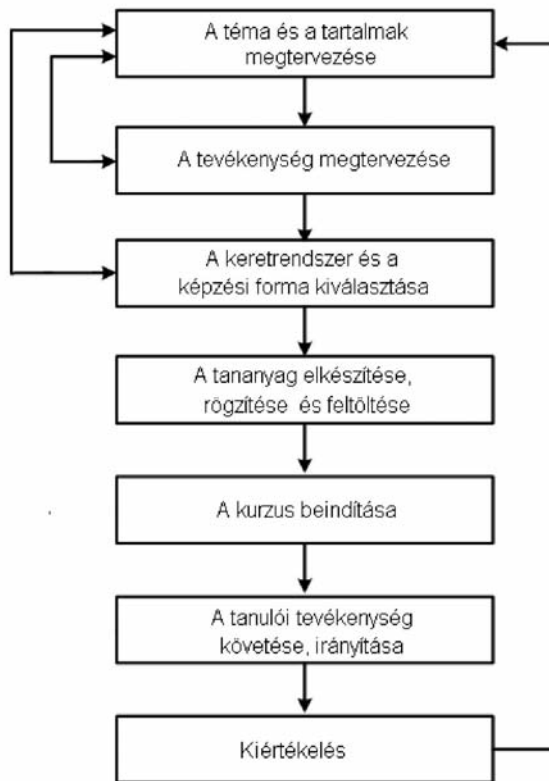 A téma és a tartalmak
megtervezése
A tevékenység megtervezése
A keretrendszer és a
képzési forma kiválasztása
A tananyag elkészítése,
rögzítése és feltöltése
A kurzus beindítása
A tanulói tevékenység
követése, irányítása
Kiértékelés